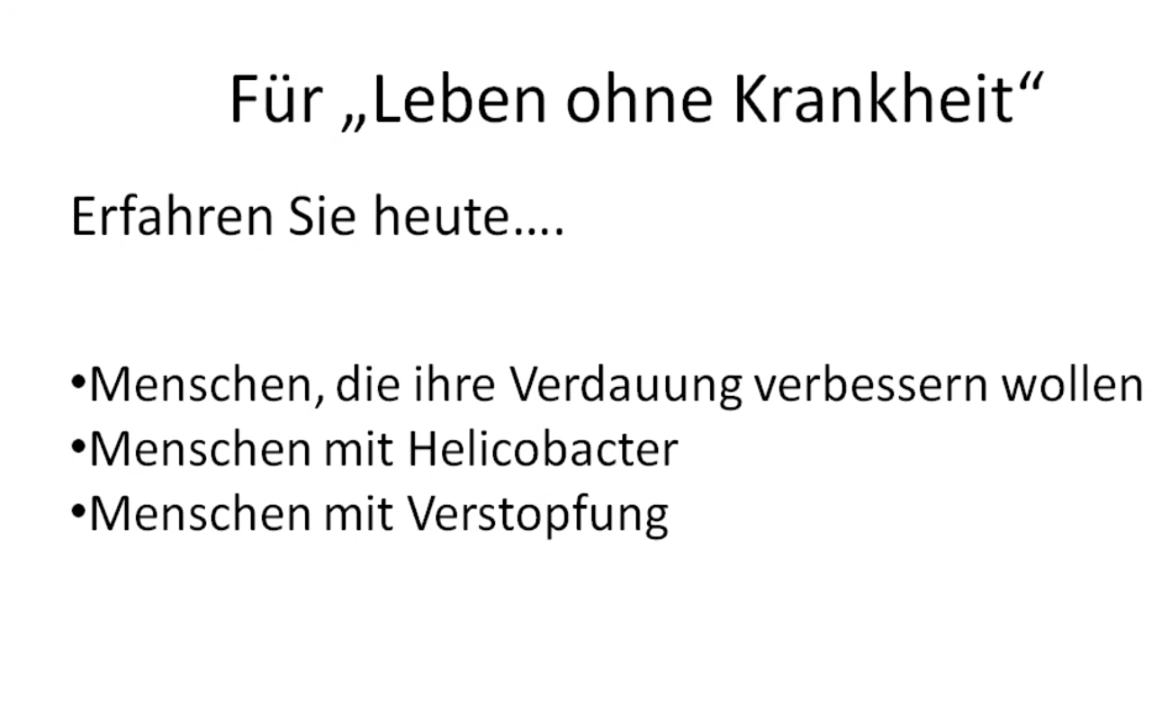 Für „Leben ohne Krankheit“
Erfahren Sie heute....
•Menschen, die ihre Verdauung verbessern wollen
•Menschen mit Helicobacter
•Menschen mit Verstopfung